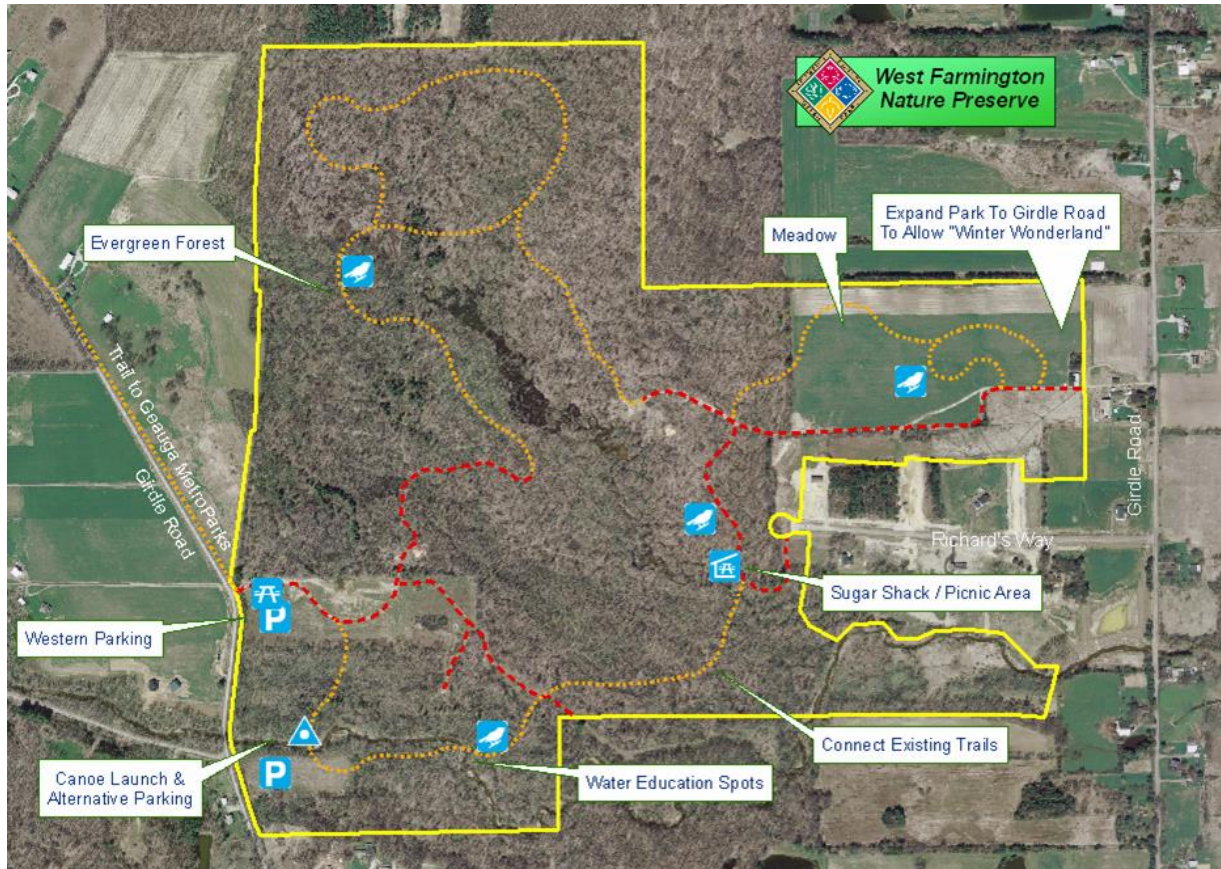 West Farmington
Nature Preserve
Evergreen Forest
Meadow
Expand Park To Girdle Road
To Allow "Winter Wonderland"
Trail to Geauga MetroParks
Girdle Road
Girdle Road
Richard's Way
Sugar Shack / Picnic Area
P
Western Parking
Connect Existing Trails
Canoe Launch &
Alternative Parking
P
Water Education Spots